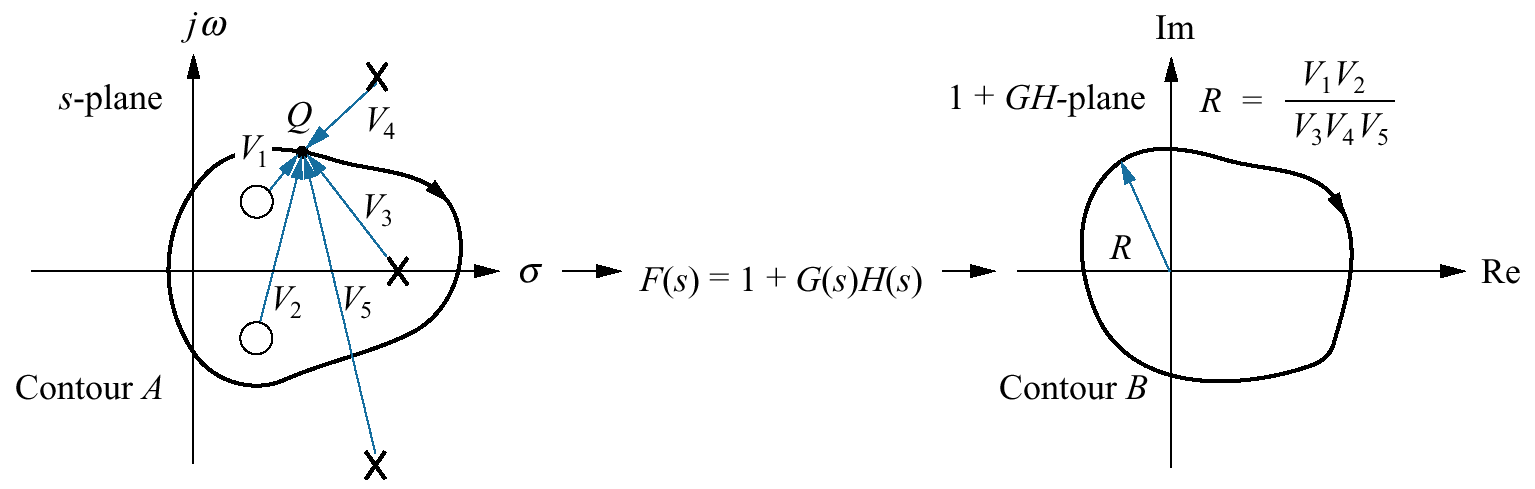 jω
s-plane
Q
V₁
V₄
V₃
V₂
V₅
σ
Contour A
F(s) = 1 + G(s)H(s)
Im
1 + GH-plane
R = V₁V₂ / V₃V₄V₅
R
Re
Contour B